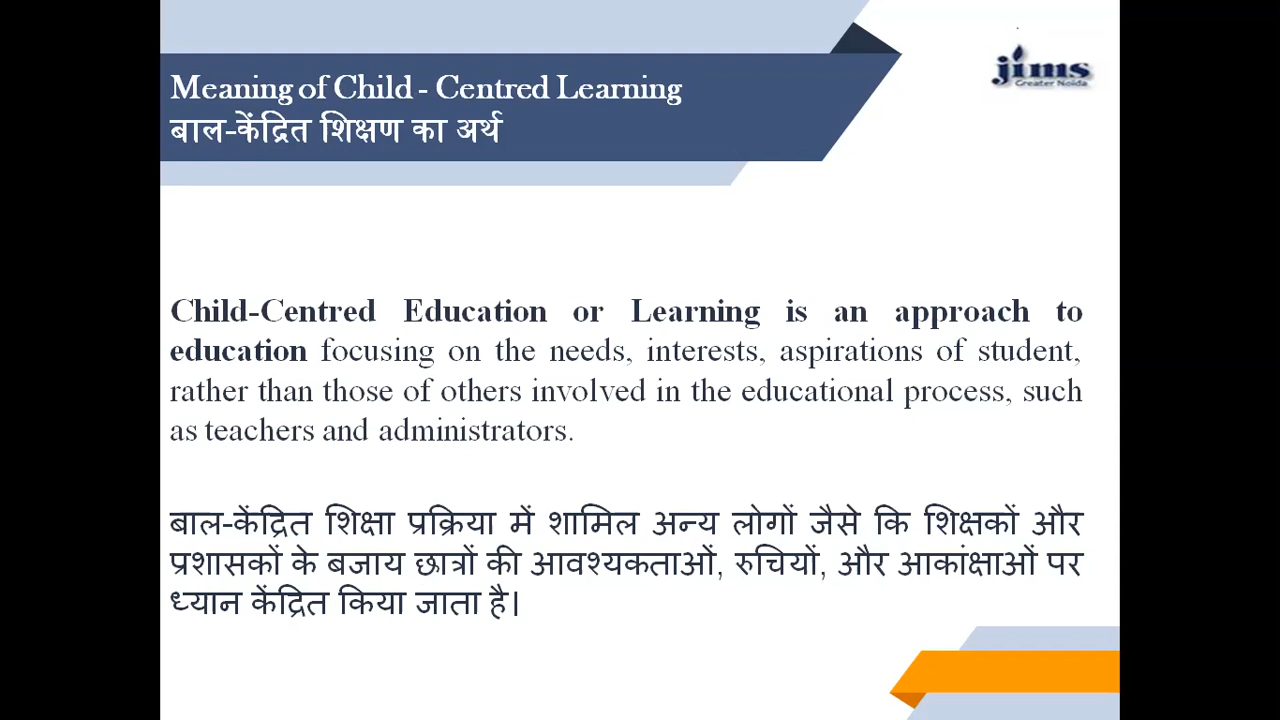 Meaning of Child - Centred Learning
बाल-केंद्रित शिक्षण का अर्थ
jims
Greater Noida
Child-Centred Education or Learning is an approach to
education focusing on the needs, interests, aspirations of student,
rather than those of others involved in the educational process, such
as teachers and administrators.
बाल-केंद्रित शिक्षा प्रक्रिया में शामिल अन्य लोगों जैसे कि शिक्षकों और
प्रशासकों के बजाय छात्रों की आवश्यकताओं, रुचियों, और आकांक्षाओं पर
ध्यान केंद्रित किया जाता है।